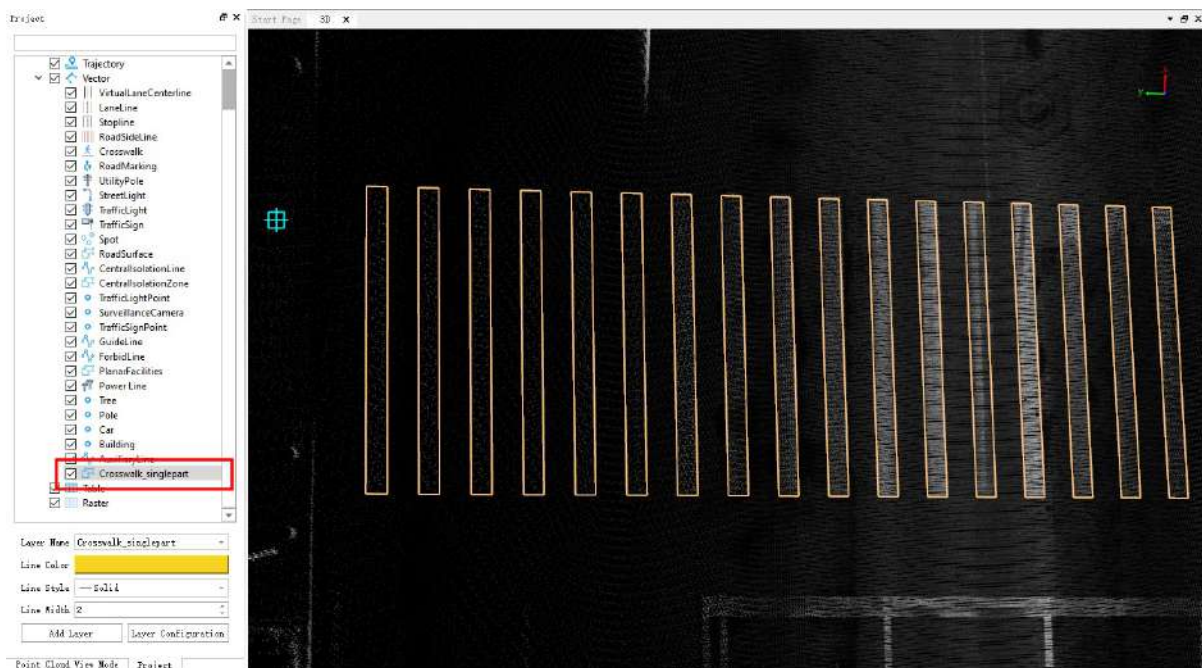 Project
Start Page 3D
Trajectory
Vector
VirtualLaneCenterline
LaneLine
Stopline
RoadSideLine
Crosswalk
RoadMarking
UtilityPole
StreetLight
TrafficLight
TrafficSign
Spot
RoadSurface
CentralIsolationLine
CentralIsolationZone
TrafficLightPoint
SurveillanceCamera
TrafficSignPoint
GuideLine
ForbidLine
PlanarFacilities
Power Line
Tree
Pole
Car
Building
AuxiliaryLine
Crosswalk_singlepart
Table
Raster
Layer Name Crosswalk_singlepart
Line Color
Line Style Solid
Line Width 2
Add Layer Layer Configuration
Point Cloud View Mode Project
Y